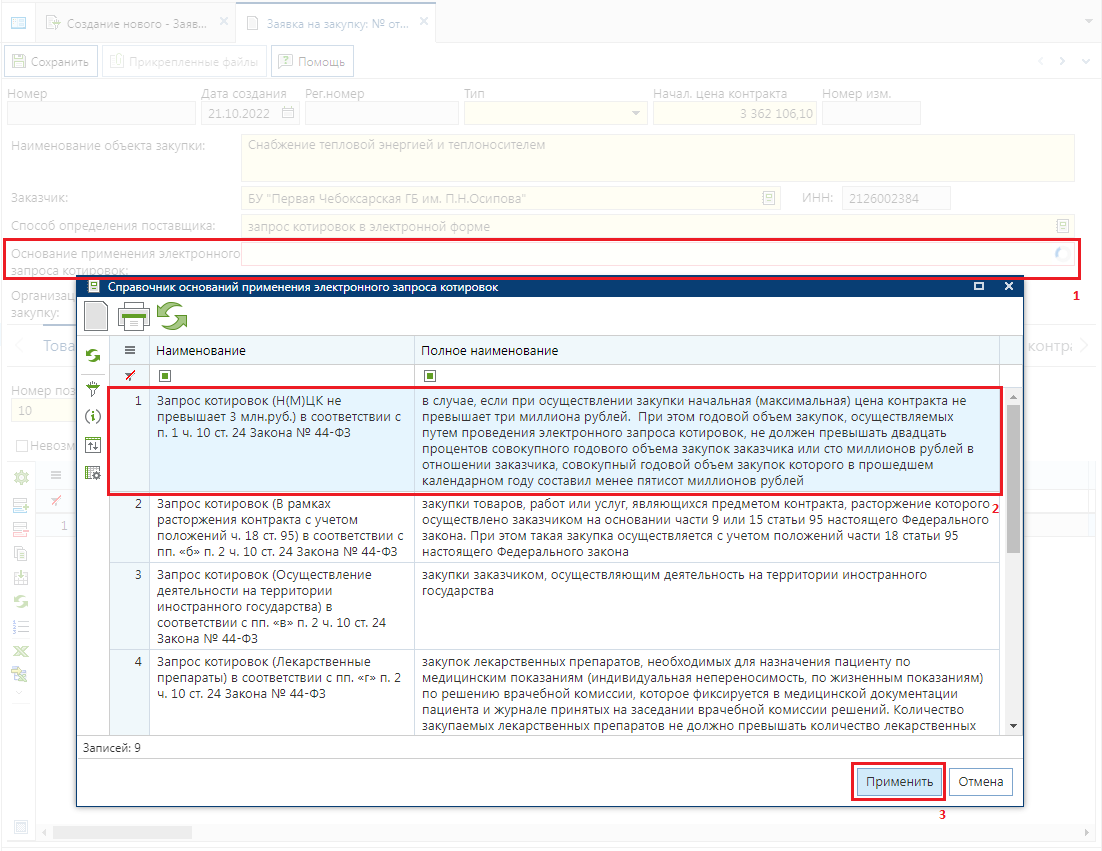 Создание нового - Заяв...
Заявка на закупку: № от...
Сохранить
Прикрепленные файлы
Помощь
Номер
Дата создания
Рег.номер
Тип
Начал. цена контракта
Номер изм.
21.10.2022
3 362 106,10
Наименование объекта закупки:
Снабжение тепловой энергией и теплоносителем
Заказчик:
БУ "Первая Чебоксарская ГБ им. П.Н.Осипова"
ИНН:
2126002384
Способ определения поставщика:
запрос котировок в электронной форме
Основание применения электронного
запроса котировок:
1
Организац
закупку:
Това
контра
Номер поз
10
Невозм
1
Справочник оснований применения электронного запроса котировок
Наименование
Полное наименование
1
Запрос котировок (Н(М)ЦК не
превышает 3 млн.руб.) в соответствии с
п. 1 ч. 10 ст. 24 Закона № 44-ФЗ
в случае, если при осуществлении закупки начальная (максимальная) цена контракта не
превышает три миллиона рублей.  При этом годовой объем закупок, осуществляемых
путем проведения электронного запроса котировок, не должен превышать двадцать
процентов совокупного годового объема закупок заказчика или сто миллионов рублей в
отношении заказчика, совокупный годовой объем закупок которого в прошедшем
календарном году составил менее пятисот миллионов рублей
2
2
Запрос котировок (В рамках
расторжения контракта с учетом
положений ч. 18 ст. 95) в соответствии с
пп. «б» п. 2 ч. 10 ст. 24 Закона № 44-ФЗ
закупки товаров, работ или услуг, являющихся предметом контракта, расторжение которого
осуществлено заказчиком на основании части 9 или 15 статьи 95 настоящего Федерального
закона. При этом такая закупка осуществляется с учетом положений части 18 статьи 95
настоящего Федерального закона
3
Запрос котировок (Осуществление
деятельности на территории
иностранного государства) в
соответствии с пп. «в» п. 2 ч. 10 ст. 24
Закона № 44-ФЗ
закупки заказчиком, осуществляющим деятельность на территории иностранного
государства
4
Запрос котировок (Лекарственные
препараты) в соответствии с пп. «г» п. 2
ч. 10 ст. 24 Закона № 44-ФЗ
закупок лекарственных препаратов, необходимых для назначения пациенту по
медицинским показаниям (индивидуальная непереносимость, по жизненным показаниям)
по решению врачебной комиссии, которое фиксируется в медицинской документации
пациента и журнале принятых на заседании врачебной комиссии решений. Количество
закупаемых лекарственных препаратов не должно превышать количество лекарственных
Записей: 9
Применить
Отмена
3